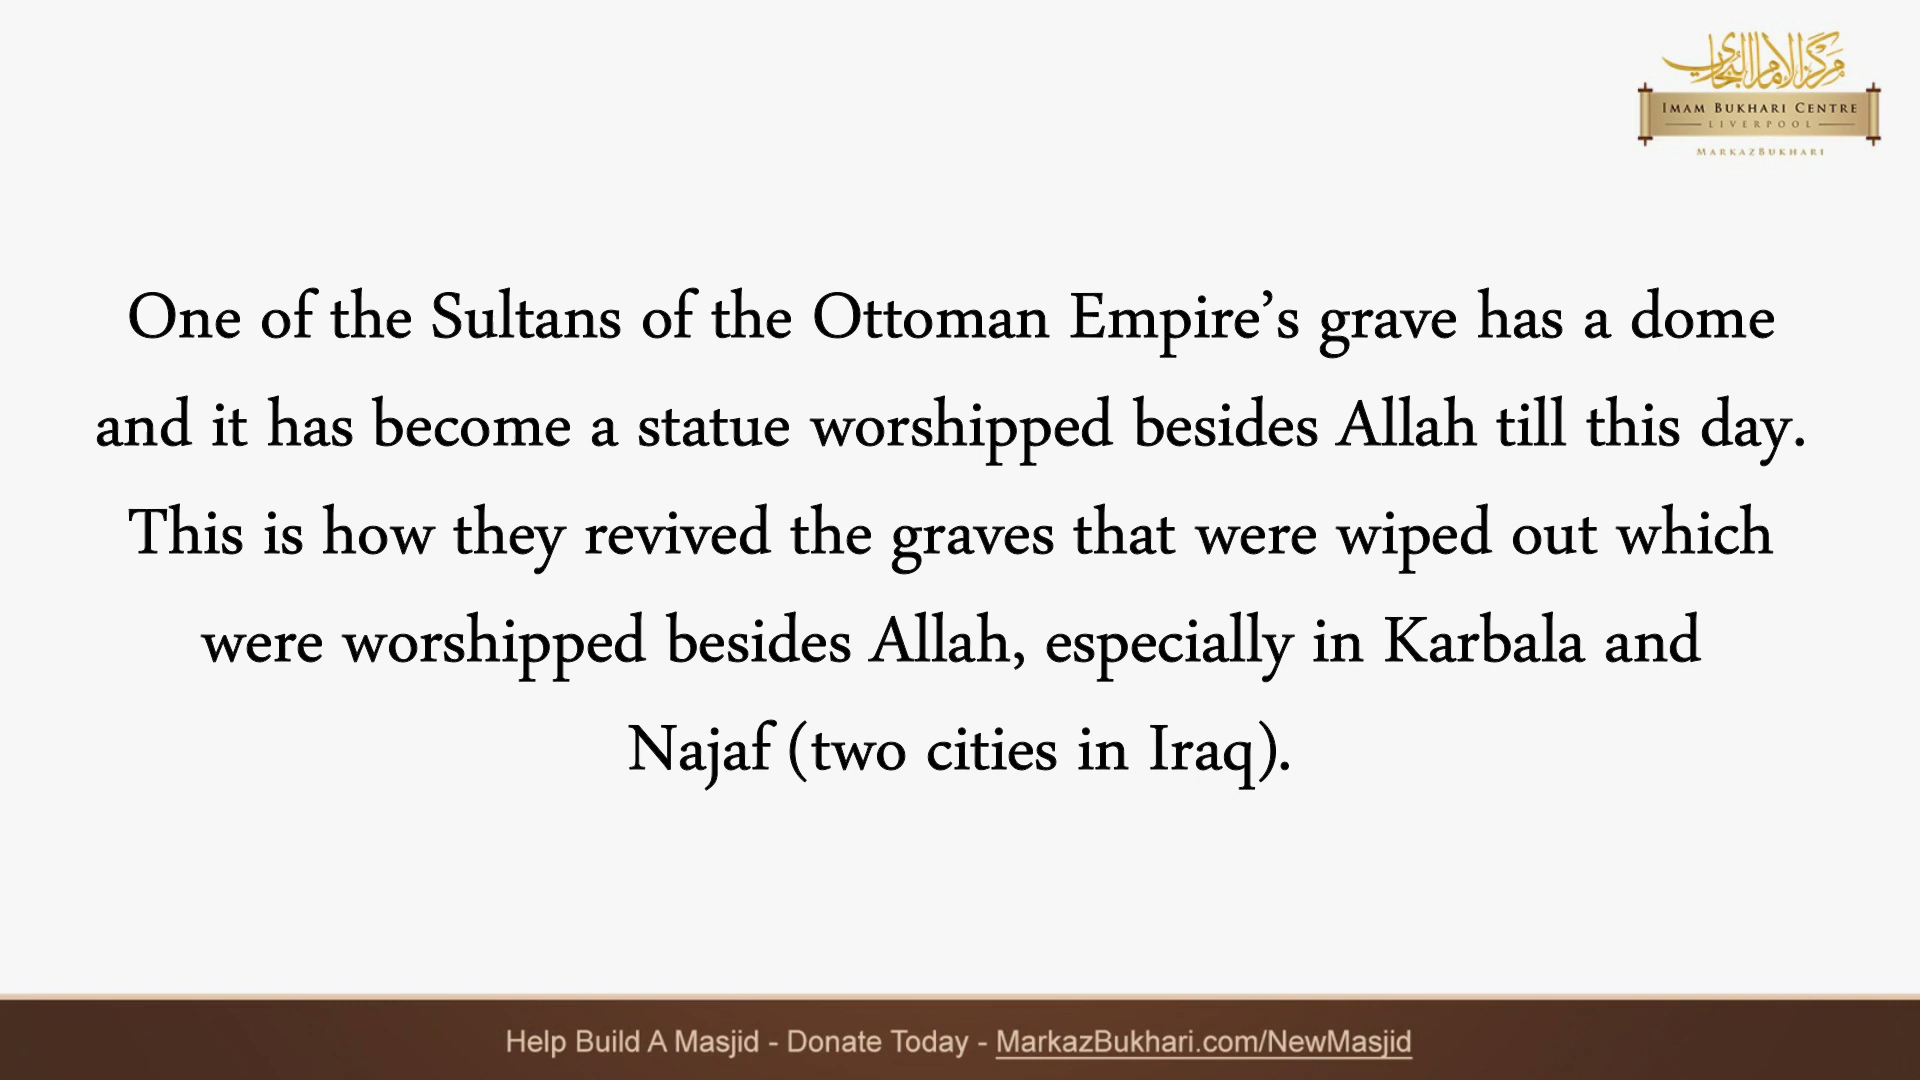 مركز الامام البخاري
IMAM BUKHARI CENTRE
LIVERPOOL
MARKAZBUKHARI
One of the Sultans of the Ottoman Empire’s grave has a dome
and it has become a statue worshipped besides Allah till this day.
This is how they revived the graves that were wiped out which
were worshipped besides Allah, especially in Karbala and
Najaf (two cities in Iraq).
Help Build A Masjid - Donate Today - MarkazBukhari.com/NewMasjid